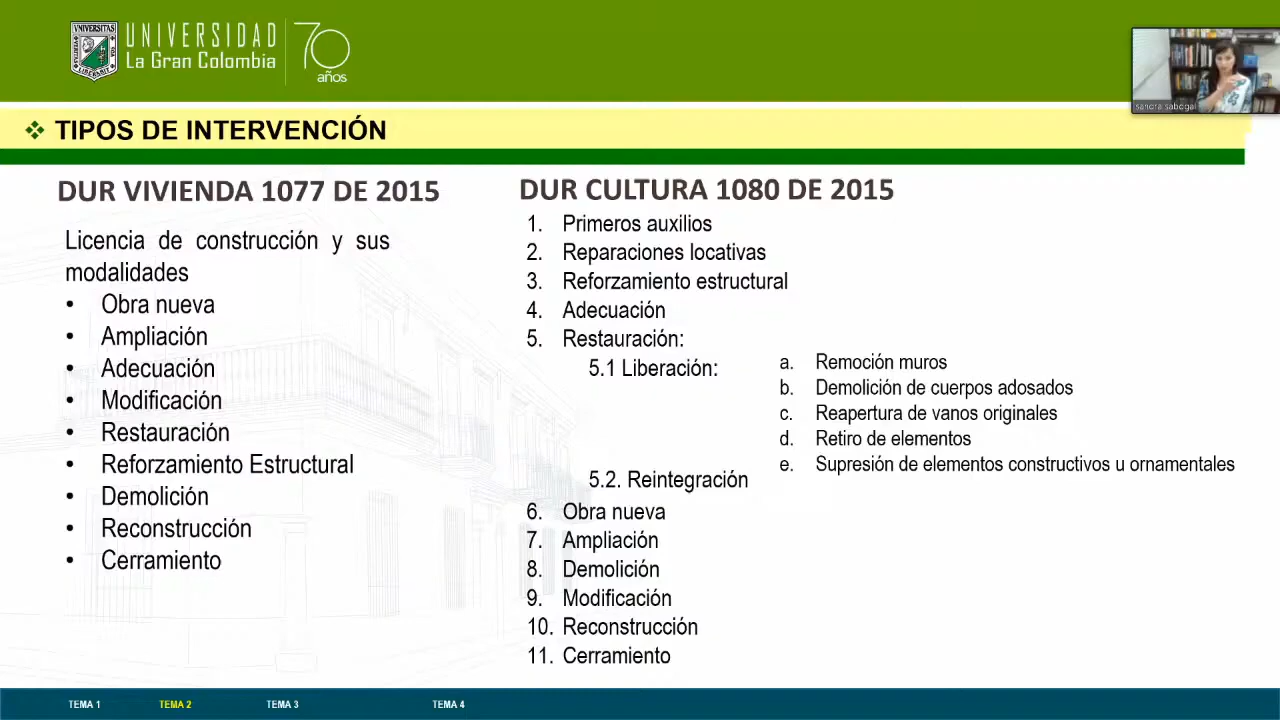 UNIVERSITAS
UNIVERSIDAD
La Gran Colombia
70
años
sandra sabogal
❖ TIPOS DE INTERVENCIÓN
DUR VIVIENDA 1077 DE 2015
Licencia de construcción y sus
modalidades
• Obra nueva
• Ampliación
• Adecuación
• Modificación
• Restauración
• Reforzamiento Estructural
• Demolición
• Reconstrucción
• Cerramiento
DUR CULTURA 1080 DE 2015
1. Primeros auxilios
2. Reparaciones locativas
3. Reforzamiento estructural
4. Adecuación
5. Restauración:
5.1 Liberación:
a. Remoción muros
b. Demolición de cuerpos adosados
c. Reapertura de vanos originales
d. Retiro de elementos
e. Supresión de elementos constructivos u ornamentales
5.2. Reintegración
6. Obra nueva
7. Ampliación
8. Demolición
9. Modificación
10. Reconstrucción
11. Cerramiento
TEMA 1 TEMA 2 TEMA 3 TEMA 4